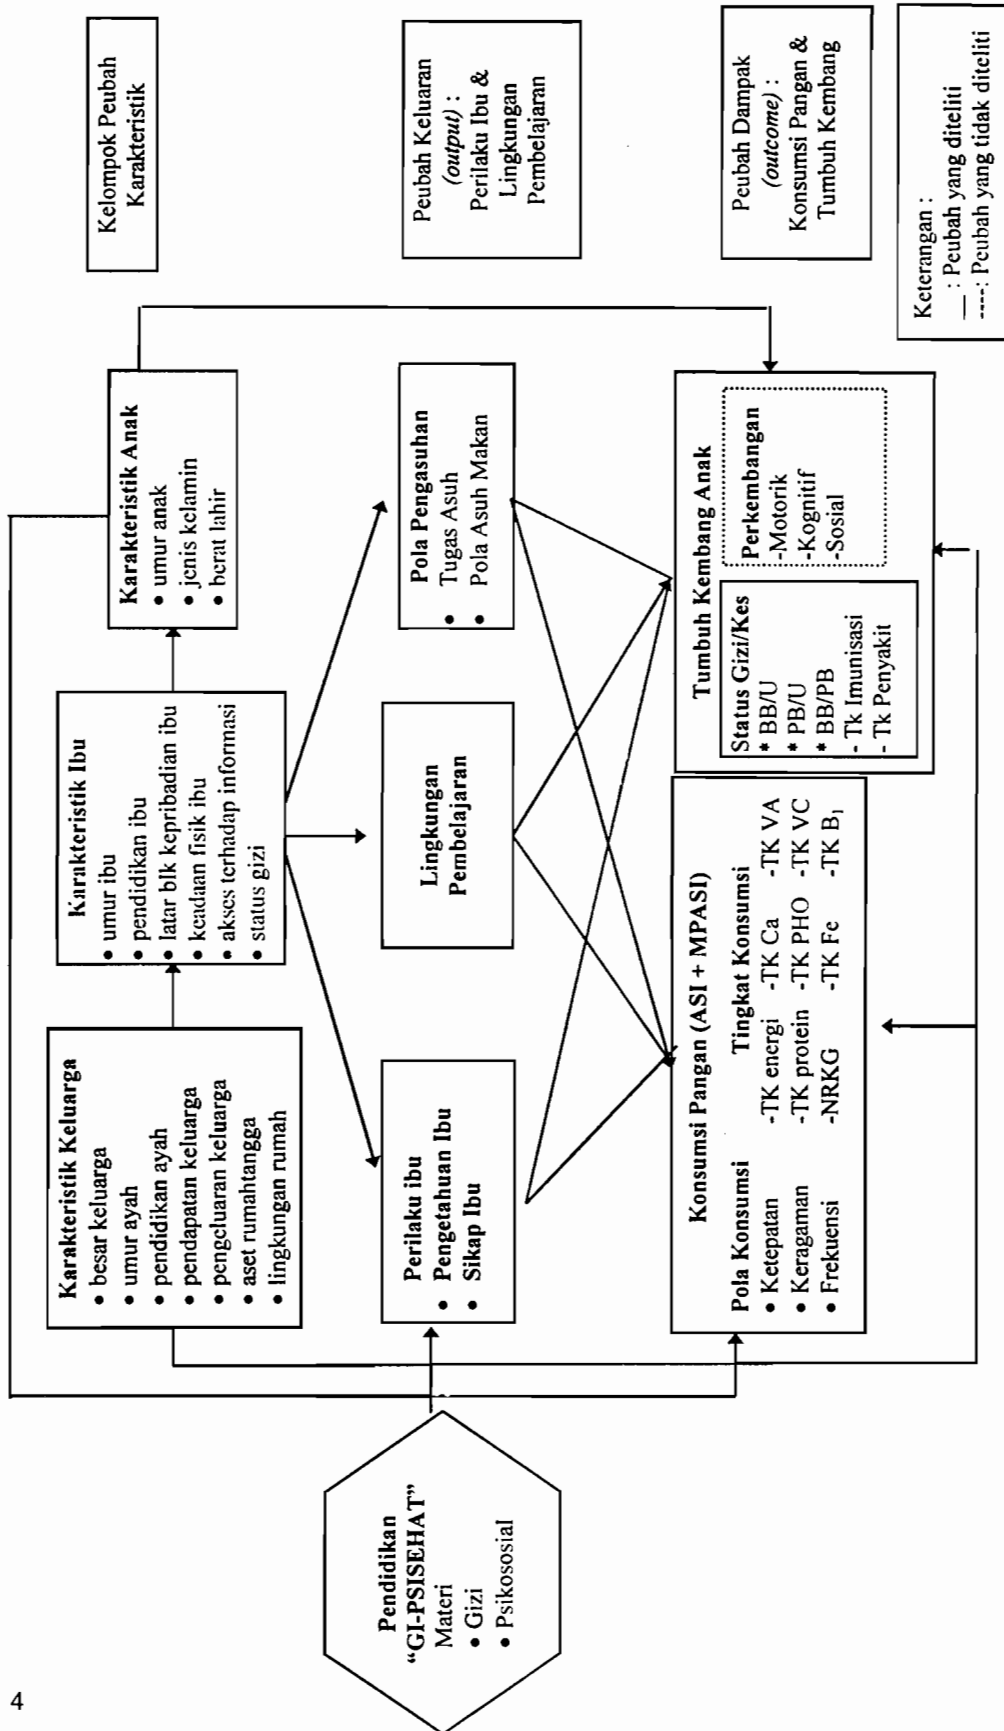 4
Pendidikan
“GI-PSISEHAT”
Materi
• Gizi
• Psikososial
Karakteristik Keluarga
• besar keluarga
• umur ayah
• pendidikan ayah
• pendapatan keluarga
• pengeluaran keluarga
• aset rumahtangga
• lingkungan rumah
Karakteristik Ibu
• umur ibu
• pendidikan ibu
• latar blk kepribadian ibu
• keadaan fisik ibu
• akses terhadap informasi
• status gizi
Karakteristik Anak
• umur anak
• jenis kelamin
• berat lahir
Kelompok Peubah
Karakteristik
Perilaku ibu
• Pengetahuan Ibu
• Sikap Ibu
Lingkungan
Pembelajaran
Pola Pengasuhan
• Tugas Asuh
• Pola Asuh Makan
Peubah Keluaran
(output) :
Perilaku Ibu &
Lingkungan
Pembelajaran
Konsumsi Pangan (ASI + MPASI)
Pola Konsumsi Tingkat Konsumsi
• Ketepatan -TK energi -TK Ca -TK VA
• Keragaman -TK protein -TK PHO -TK VC
• Frekuensi -NRKG -TK Fe -TK B1
Tumbuh Kembang Anak
Status Gizi/Kes
* BB/U
* PB/U
* BB/PB
- Tk Imunisasi
- Tk Penyakit
Perkembangan
-Motorik
-Kognitif
-Sosial
Peubah Dampak
(outcome) :
Konsumsi Pangan &
Tumbuh Kembang
Keterangan :
— : Peubah yang diteliti
----: Peubah yang tidak diteliti